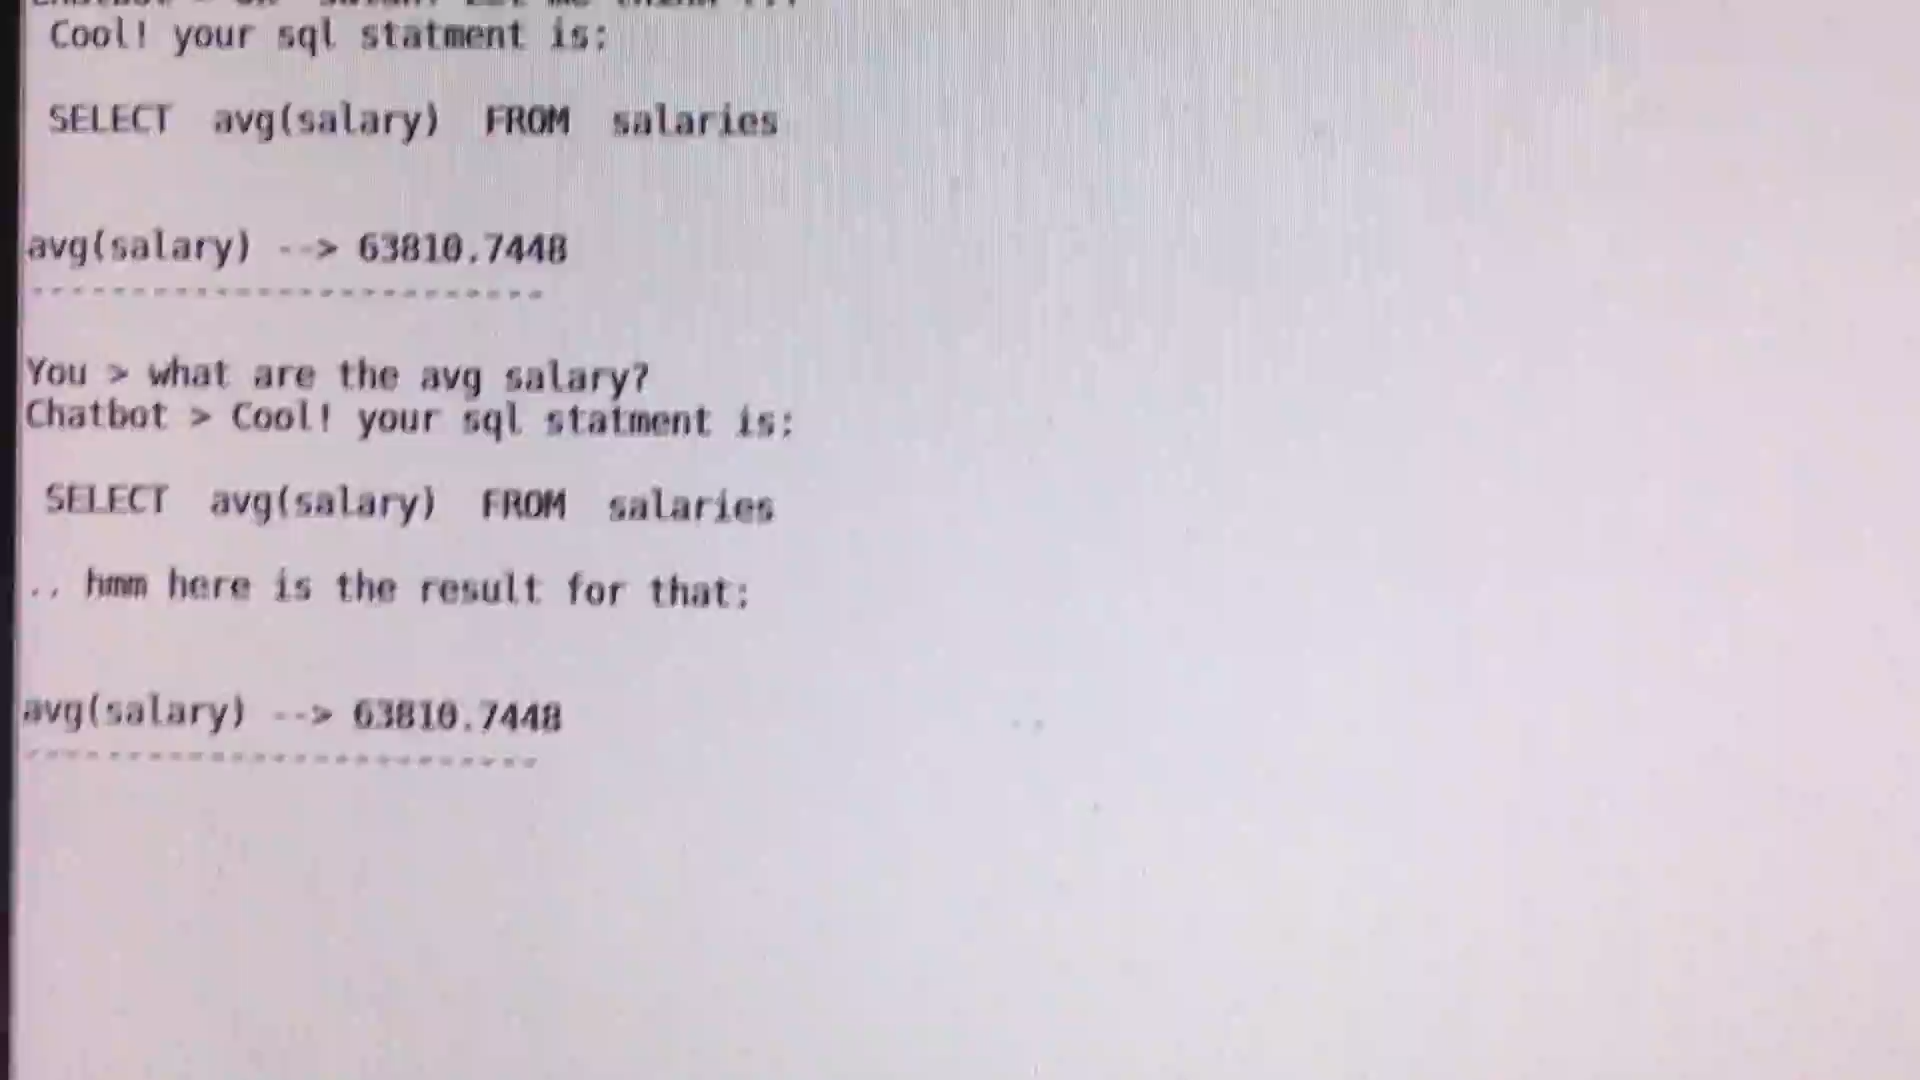 Cool! your sql statment is:
SELECT avg(salary) FROM salaries
avg(salary) --> 63810.7448
--------------------------
You > what are the avg salary?
Chatbot > Cool! your sql statment is:
SELECT avg(salary) FROM salaries
.. hmm here is the result for that:
avg(salary) --> 63810.7448
--------------------------